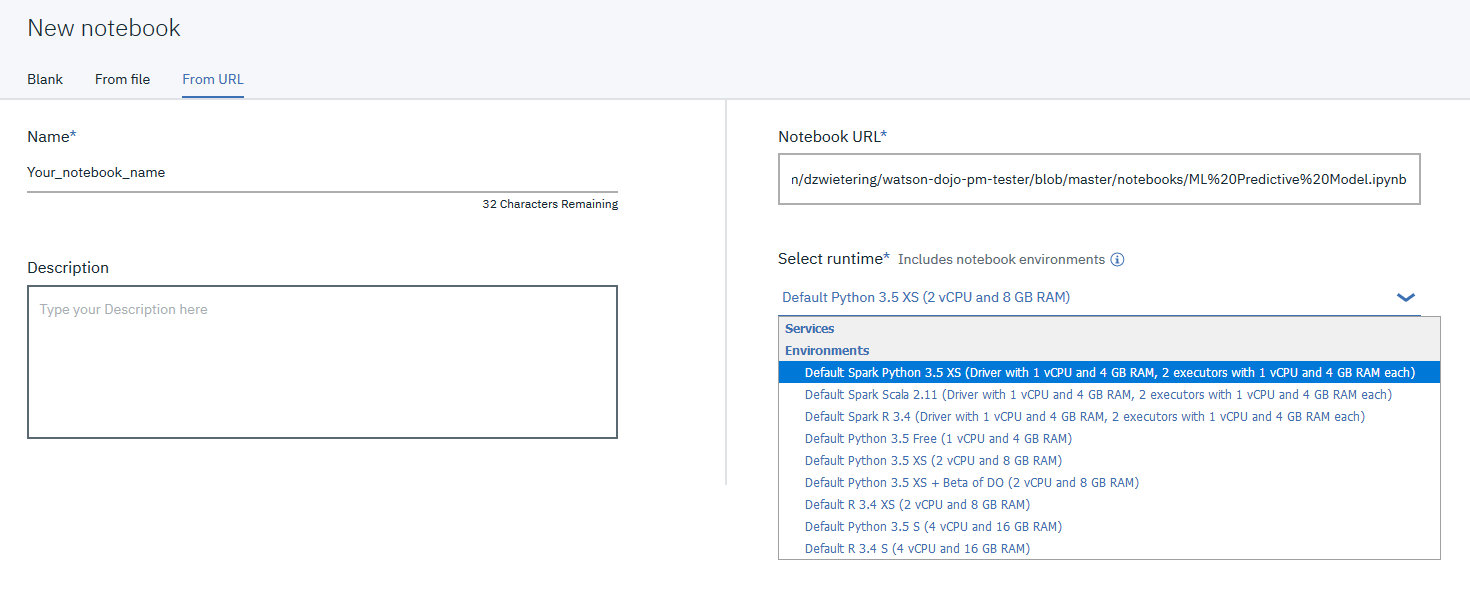 New notebook
Blank From file From URL
Name*
Your_notebook_name
32 Characters Remaining
Description
Type your Description here
Notebook URL*
n/dzwietering/watson-dojo-pm-tester/blob/master/notebooks/ML%20Predictive%20Model.ipynb
Select runtime* Includes notebook environments
Default Python 3.5 XS (2 vCPU and 8 GB RAM)
Services
Environments
Default Spark Python 3.5 XS (Driver with 1 vCPU and 4 GB RAM, 2 executors with 1 vCPU and 4 GB RAM each)
Default Spark Scala 2.11 (Driver with 1 vCPU and 4 GB RAM, 2 executors with 1 vCPU and 4 GB RAM each)
Default Spark R 3.4 (Driver with 1 vCPU and 4 GB RAM, 2 executors with 1 vCPU and 4 GB RAM each)
Default Python 3.5 Free (1 vCPU and 4 GB RAM)
Default Python 3.5 XS (2 vCPU and 8 GB RAM)
Default Python 3.5 XS + Beta of DO (2 vCPU and 8 GB RAM)
Default R 3.4 XS (2 vCPU and 8 GB RAM)
Default Python 3.5 S (4 vCPU and 16 GB RAM)
Default R 3.4 S (4 vCPU and 16 GB RAM)